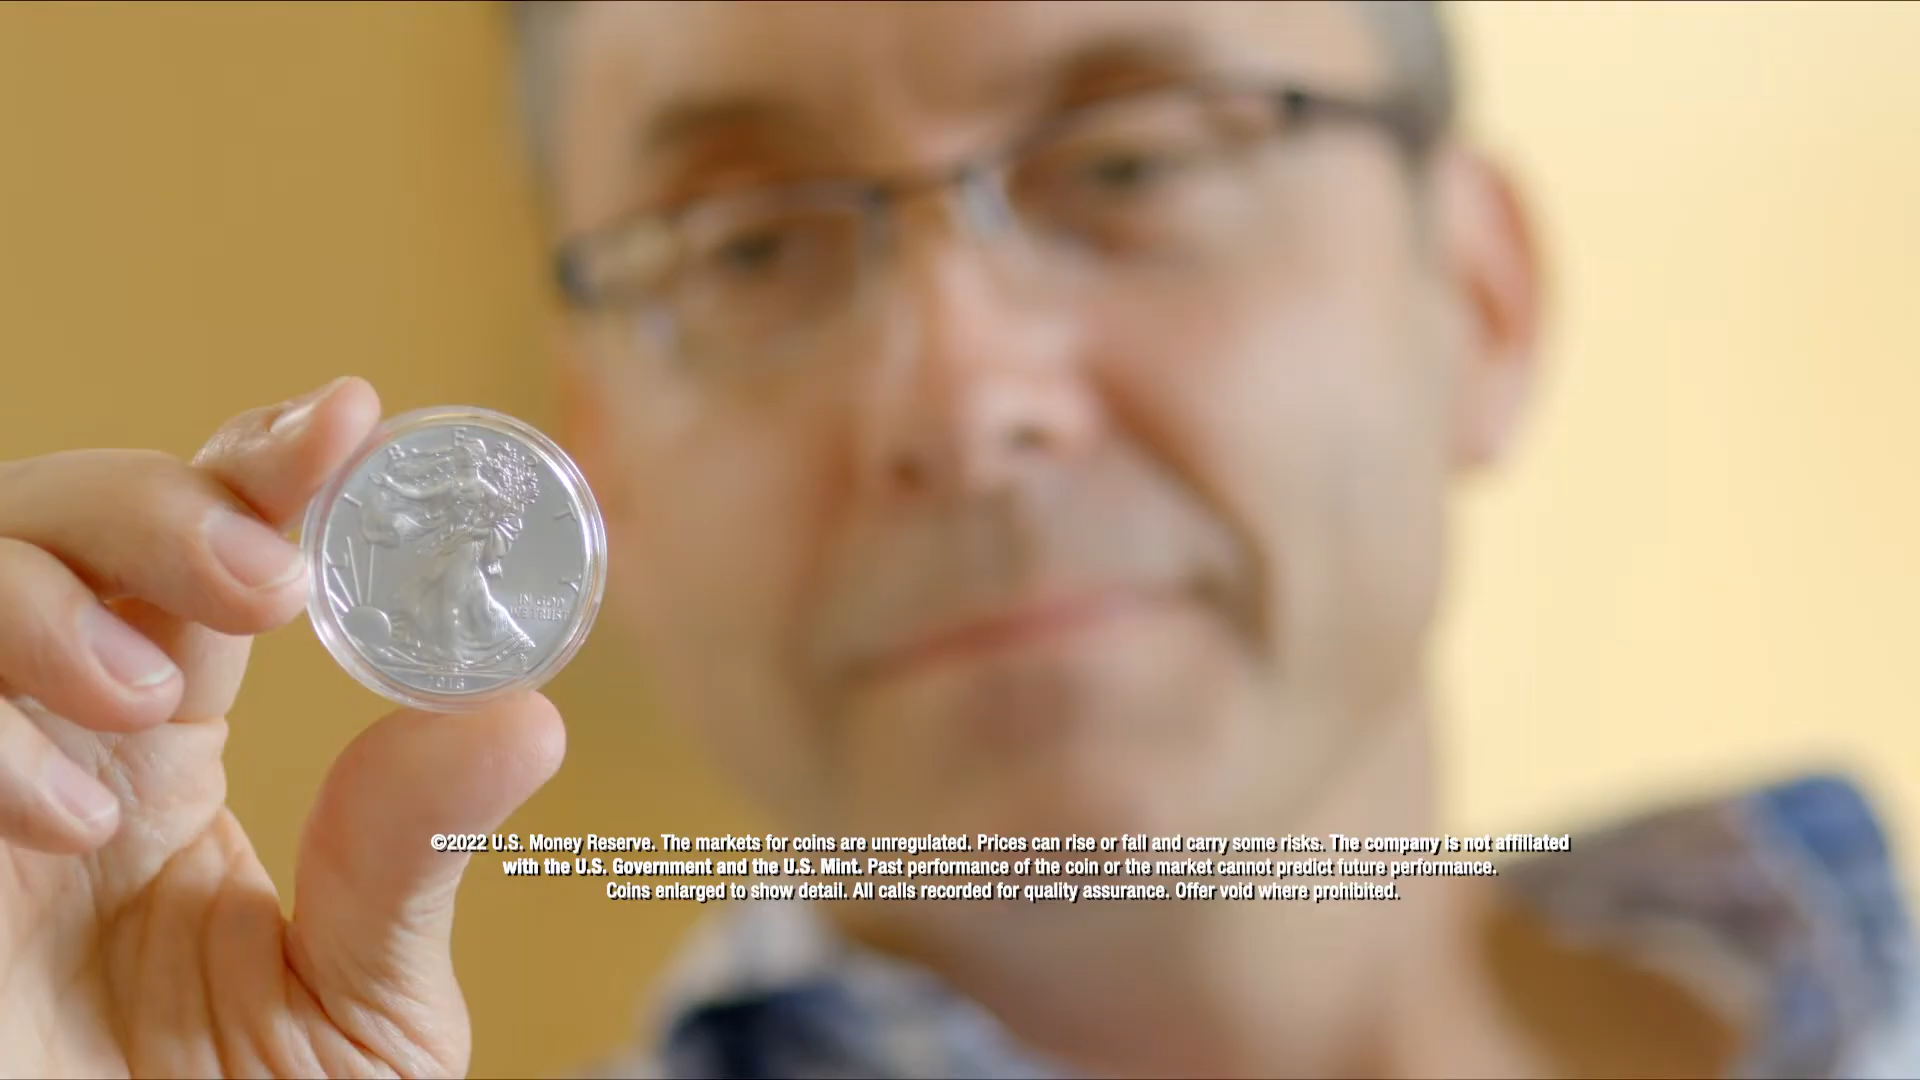 LIBERTY
IN GOD
WE TRUST
©2022 U.S. Money Reserve. The markets for coins are unregulated. Prices can rise or fall and carry some risks. The company is not affiliated
with the U.S. Government and the U.S. Mint. Past performance of the coin or the market cannot predict future performance.
Coins enlarged to show detail. All calls recorded for quality assurance. Offer void where prohibited.